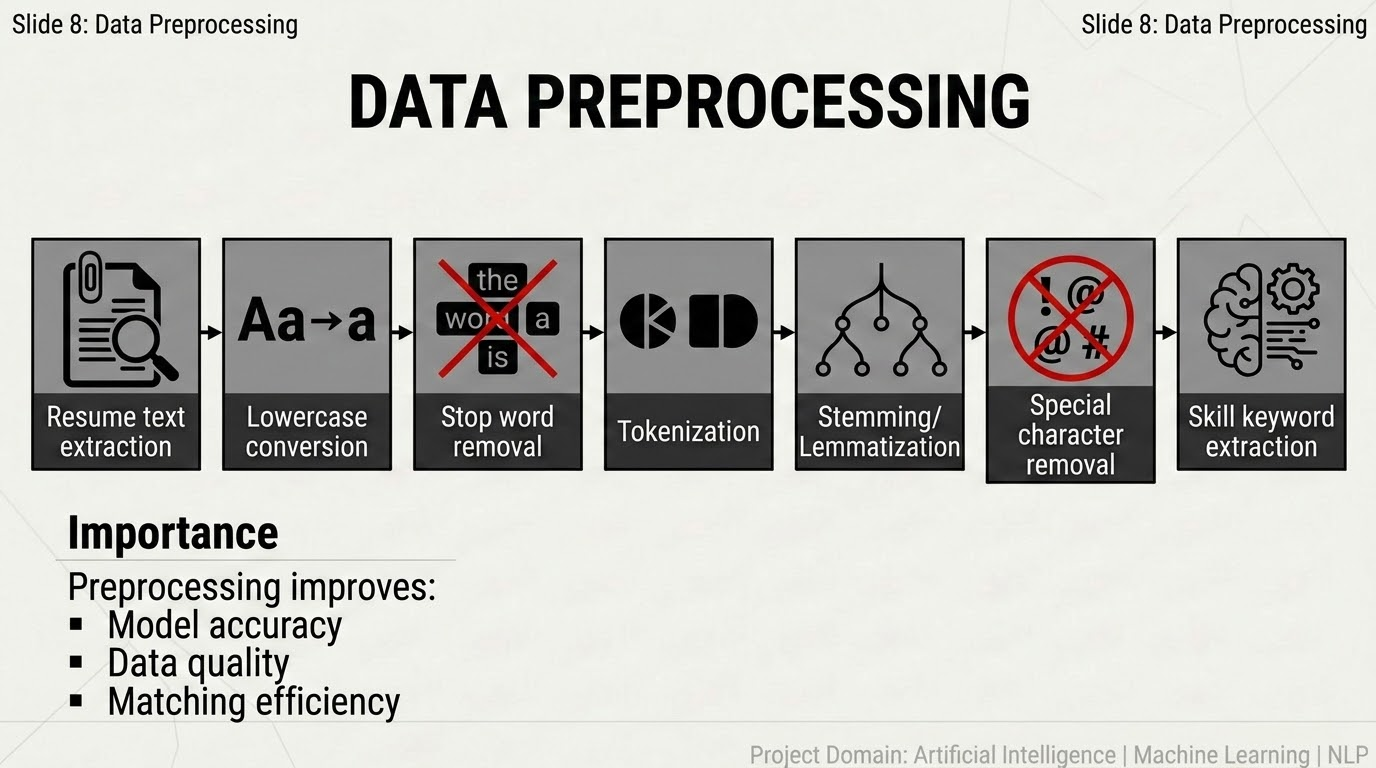 Slide 8: Data Preprocessing
Slide 8: Data Preprocessing
DATA PREPROCESSING
Aa→a
the
word a
is
! @
@ #
Resume text
extraction
Lowercase
conversion
Stop word
removal
Tokenization
Stemming/
Lemmatization
Special
character
removal
Skill keyword
extraction
Importance
Preprocessing improves:
▪ Model accuracy
▪ Data quality
▪ Matching efficiency
Project Domain: Artificial Intelligence | Machine Learning | NLP